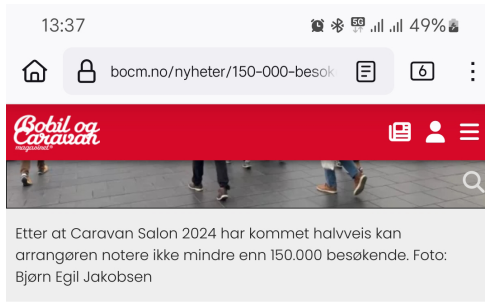 13:37
5G
49%
bocm.no/nyheter/150-000-besok
6
Bobil og
Caravan
magasinet
Etter at Caravan Salon 2024 har kommet halvveis kan
arrangøren notere ikke mindre enn 150.000 besøkende. Foto:
Bjørn Egil Jakobsen